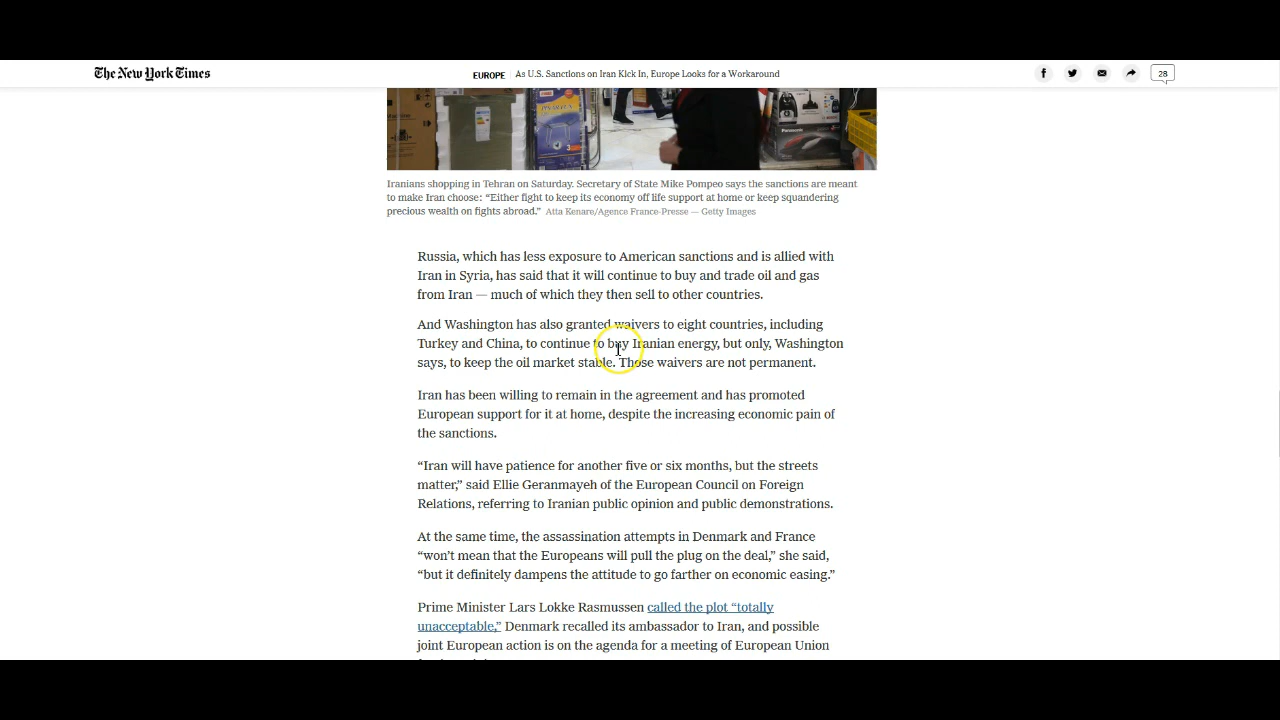 The New York Times
EUROPE | As U.S. Sanctions on Iran Kick In, Europe Looks for a Workaround
28
Panasonic
3
Iranians shopping in Tehran on Saturday. Secretary of State Mike Pompeo says the sanctions are meant
to make Iran choose: “Either fight to keep its economy off life support at home or keep squandering
precious wealth on fights abroad.” Atta Kenare/Agence France-Presse — Getty Images
Russia, which has less exposure to American sanctions and is allied with
Iran in Syria, has said that it will continue to buy and trade oil and gas
from Iran — much of which they then sell to other countries.
And Washington has also granted waivers to eight countries, including
Turkey and China, to continue to buy Iranian energy, but only, Washington
says, to keep the oil market stable. Those waivers are not permanent.
Iran has been willing to remain in the agreement and has promoted
European support for it at home, despite the increasing economic pain of
the sanctions.
“Iran will have patience for another five or six months, but the streets
matter,” said Ellie Geranmayeh of the European Council on Foreign
Relations, referring to Iranian public opinion and public demonstrations.
At the same time, the assassination attempts in Denmark and France
“won’t mean that the Europeans will pull the plug on the deal,” she said,
“but it definitely dampens the attitude to go farther on economic easing.”
Prime Minister Lars Lokke Rasmussen called the plot “totally
unacceptable,” Denmark recalled its ambassador to Iran, and possible
joint European action is on the agenda for a meeting of European Union